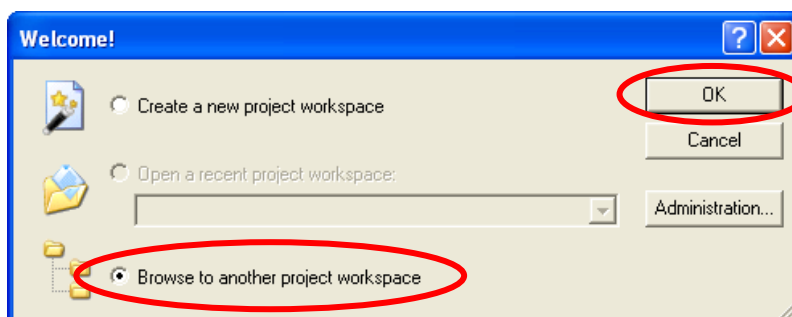 Welcome!
?
OK
Create a new project workspace
Cancel
Open a recent project workspace:
Administration...
Browse to another project workspace